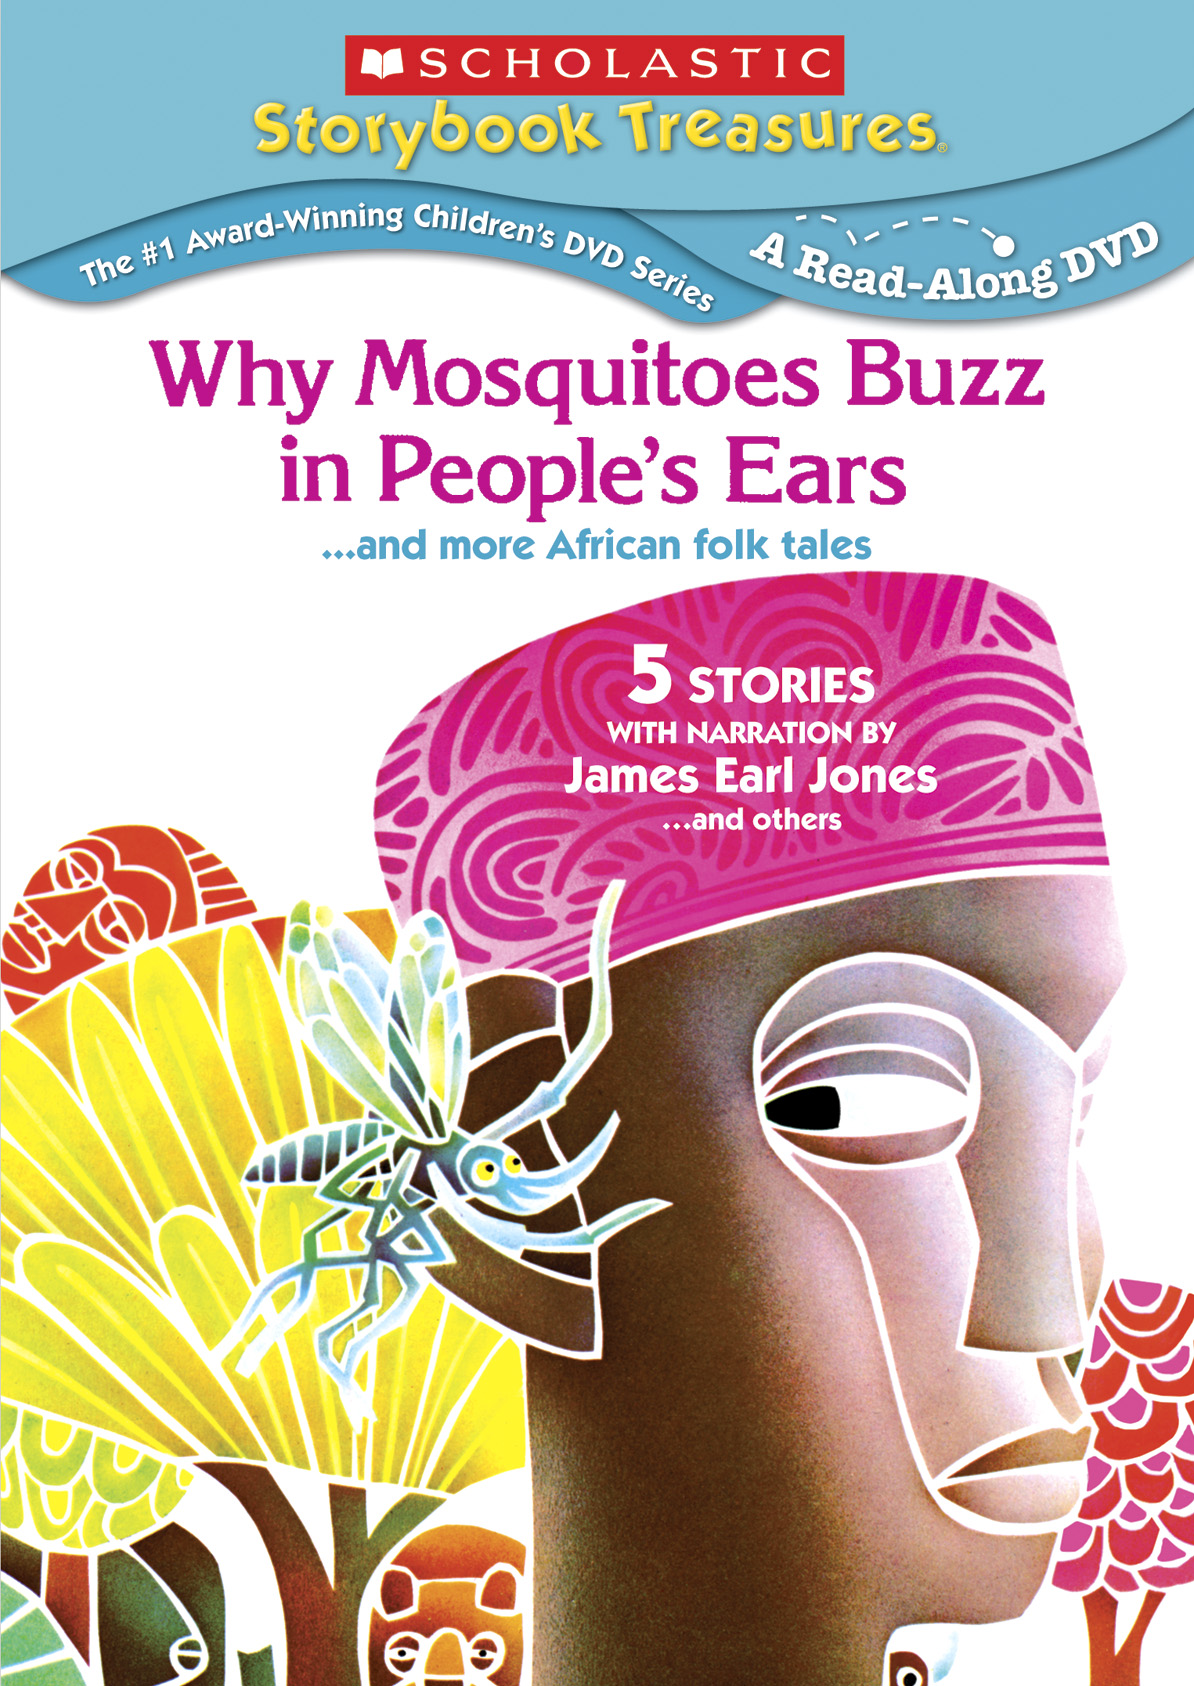 SCHOLASTIC
Storybook Treasures®
The #1 Award-Winning Children's DVD Series
A Read-Along DVD
Why Mosquitoes Buzz
in People's Ears
...and more African folk tales
5 STORIES
WITH NARRATION BY
James Earl Jones
...and others